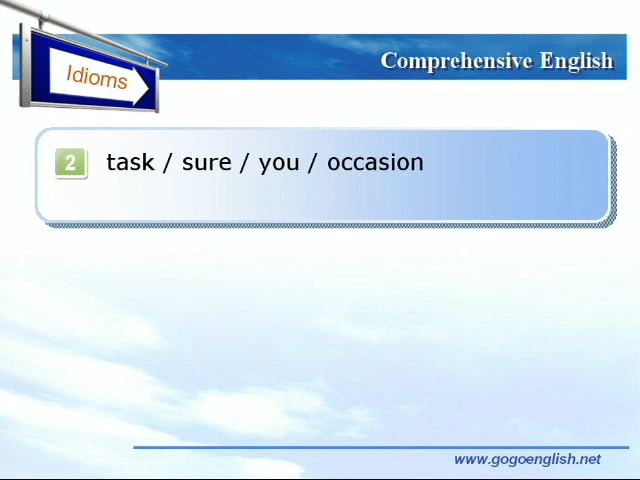 Idioms
Comprehensive English
2 task / sure / you / occasion
www.gogoenglish.net